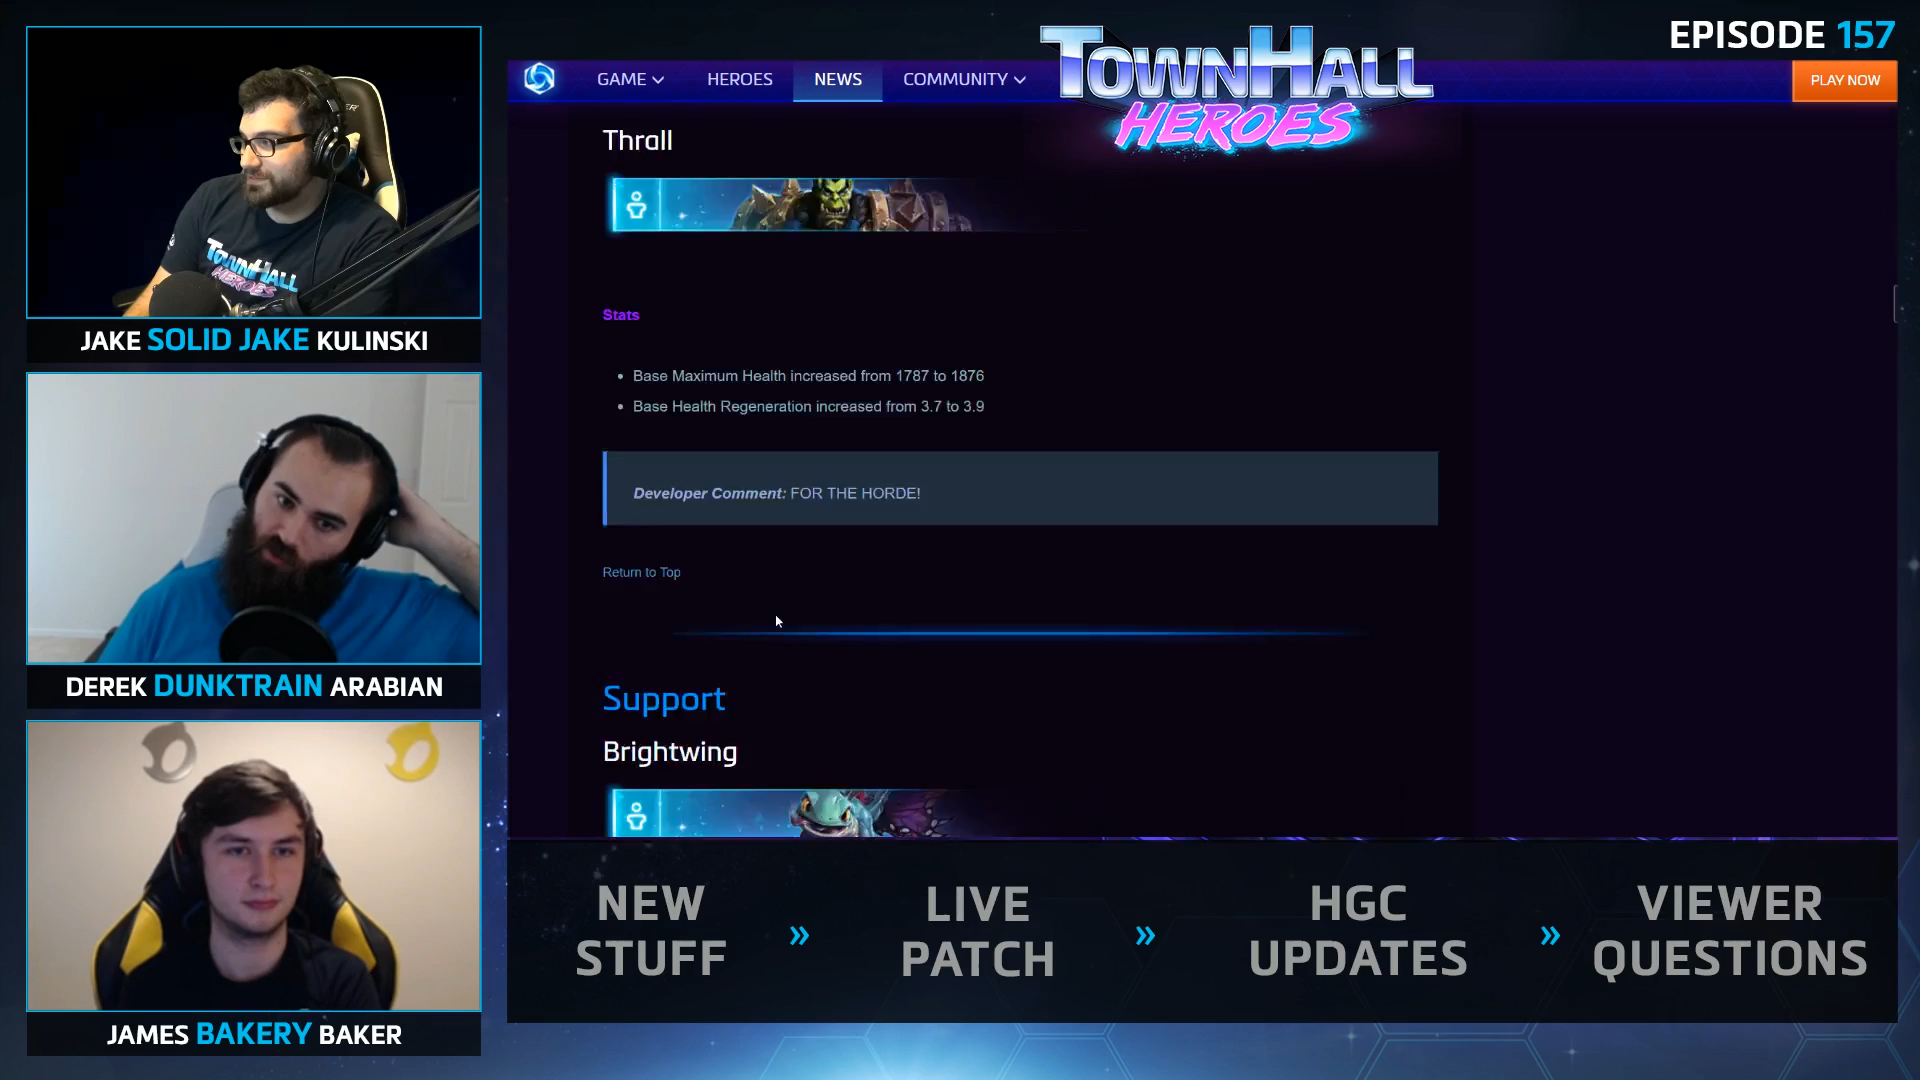 EPISODE 157
TOWNHALL
HEROES
GAME
HEROES
NEWS
COMMUNITY
PLAY NOW
TOWNHALL
HEROES
JAKE SOLID JAKE KULINSKI
DEREK DUNKTRAIN ARABIAN
JAMES BAKERY BAKER
Thrall
Stats
• Base Maximum Health increased from 1787 to 1876
• Base Health Regeneration increased from 3.7 to 3.9
Developer Comment: FOR THE HORDE!
Return to Top
Support
Brightwing
NEW
STUFF
»
LIVE
PATCH
»
HGC
UPDATES
»
VIEWER
QUESTIONS